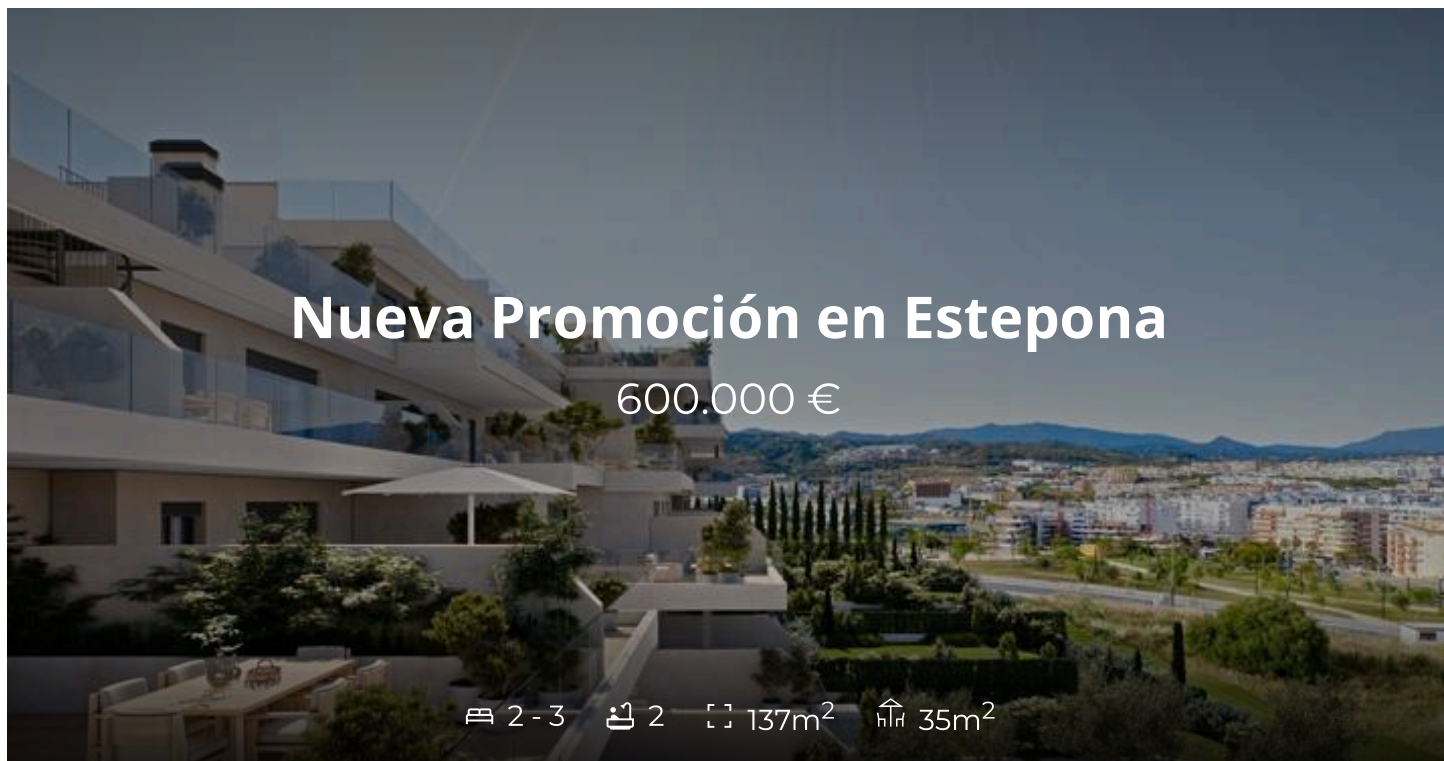 Nueva Promoción en Estepona
600.000 €
2 - 3 2 137m² 35m²